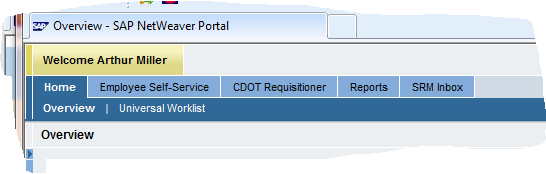 SAP Overview - SAP NetWeaver Portal
Welcome Arthur Miller
Home Employee Self-Service CDOT Requisitioner Reports SRM Inbox
Overview | Universal Worklist
Overview